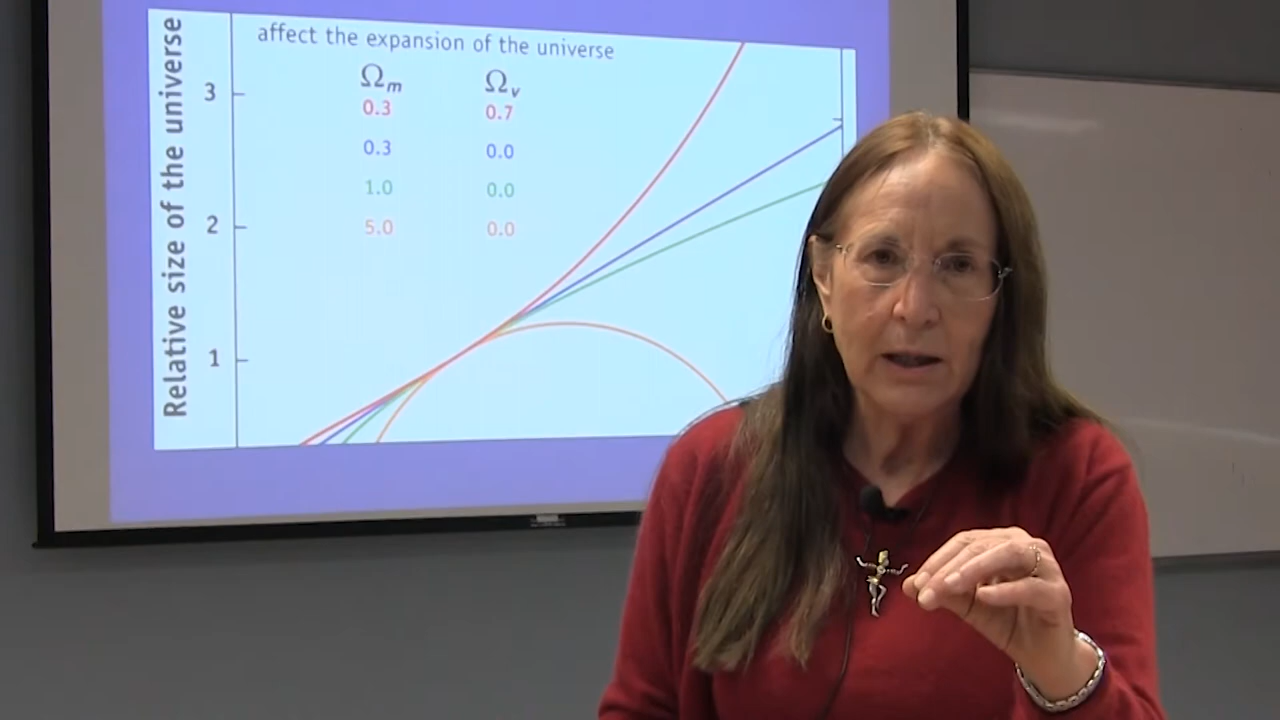 affect the expansion of the universe
Ωm Ωv
0.3 0.7
0.3 0.0
1.0 0.0
5.0 0.0
Relative size of the universe
3
2
1